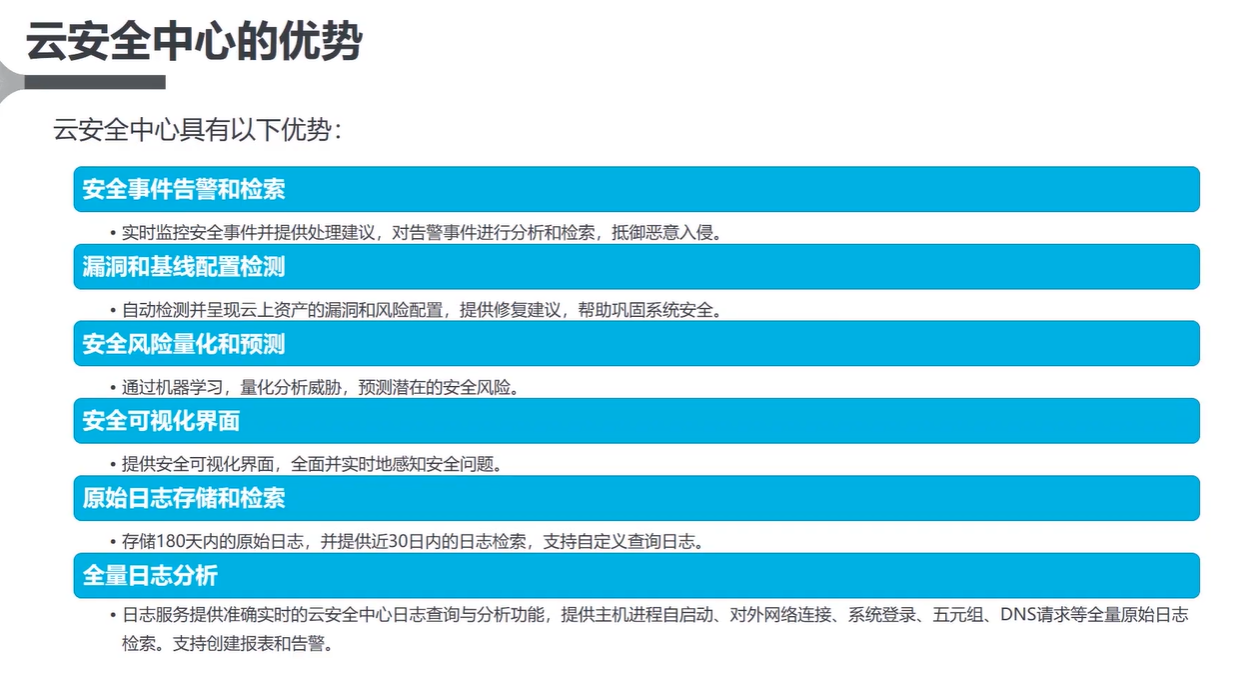 云安全中心的优势
云安全中心具有以下优势：
安全事件告警和检索
• 实时监控安全事件并提供处理建议，对告警事件进行分析和检索，抵御恶意入侵。
漏洞和基线配置检测
• 自动检测并呈现云上资产的漏洞和风险配置，提供修复建议，帮助巩固系统安全。
安全风险量化和预测
• 通过机器学习，量化分析威胁，预测潜在的安全风险。
安全可视化界面
• 提供安全可视化界面，全面并实时地感知安全问题。
原始日志存储和检索
• 存储180天内的原始日志，并提供近30日内的日志检索，支持自定义查询日志。
全量日志分析
• 日志服务提供准确实时的云安全中心日志查询与分析功能，提供主机进程自启动、对外网络连接、系统登录、五元组、DNS请求等全量原始日志
检索。支持创建报表和告警。